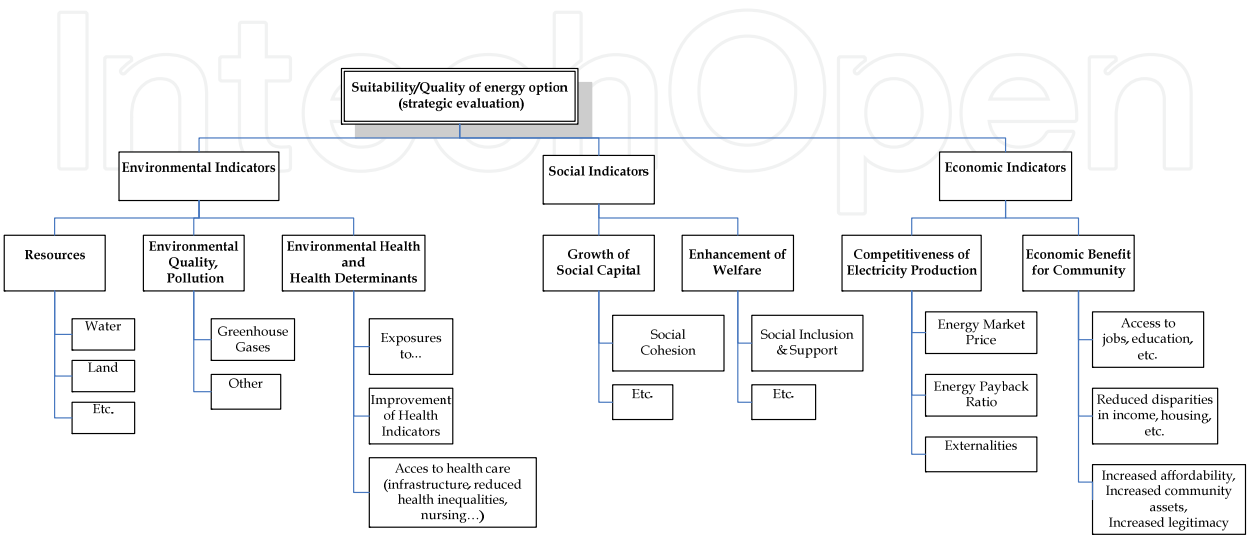 IntechOpen
Suitability/Quality of energy option
(strategic evaluation)
Environmental Indicators
Social Indicators
Economic Indicators
Resources
Environmental
Quality,
Pollution
Environmental Health
and
Health Determinants
Growth of
Social Capital
Enhancement of
Welfare
Competitiveness of
Electricity Production
Economic Benefit
for Community
Water
Land
Etc.
Greenhouse
Gases
Other
Exposures
to...
Improvement
of Health
Indicators
Acces to health care
(infrastructure, reduced
health inequalities,
nursing…)
Social
Cohesion
Etc.
Social Inclusion
& Support
Etc.
Energy Market
Price
Energy Payback
Ratio
Externalities
Access to
jobs, education,
etc.
Reduced disparities
in income, housing,
etc.
Increased affordability,
Increased community
assets,
Increased legitimacy